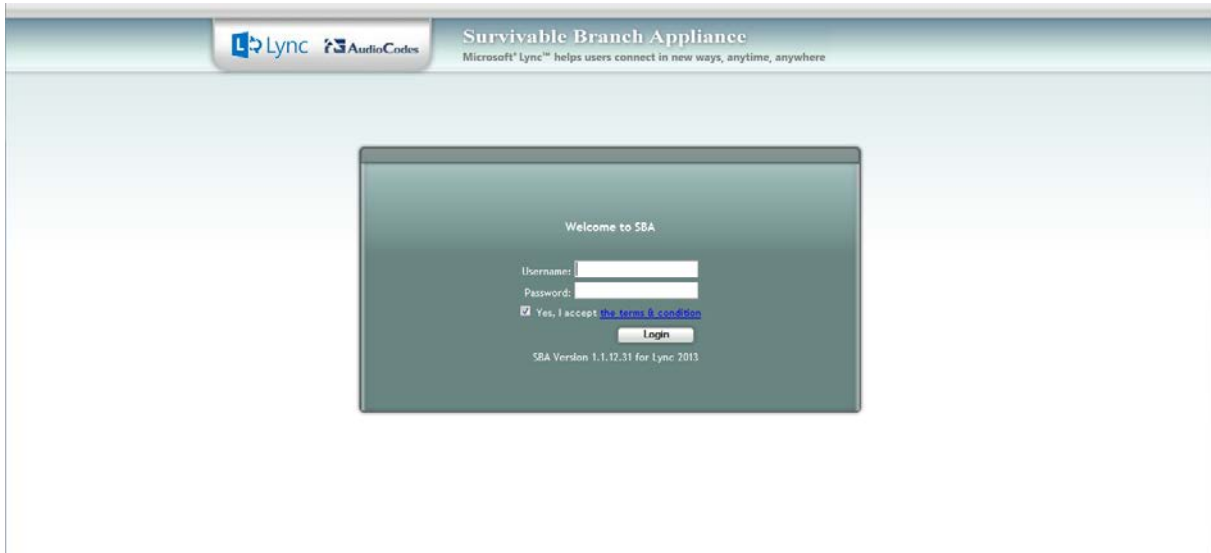 Lync AudioCodes
Survivable Branch Appliance
Microsoft® Lync™ helps users connect in new ways, anytime, anywhere
Welcome to SBA
Username:
Password:
Yes, I accept the terms & condition
Login
SBA Version 1.1.12.31 for Lync 2013